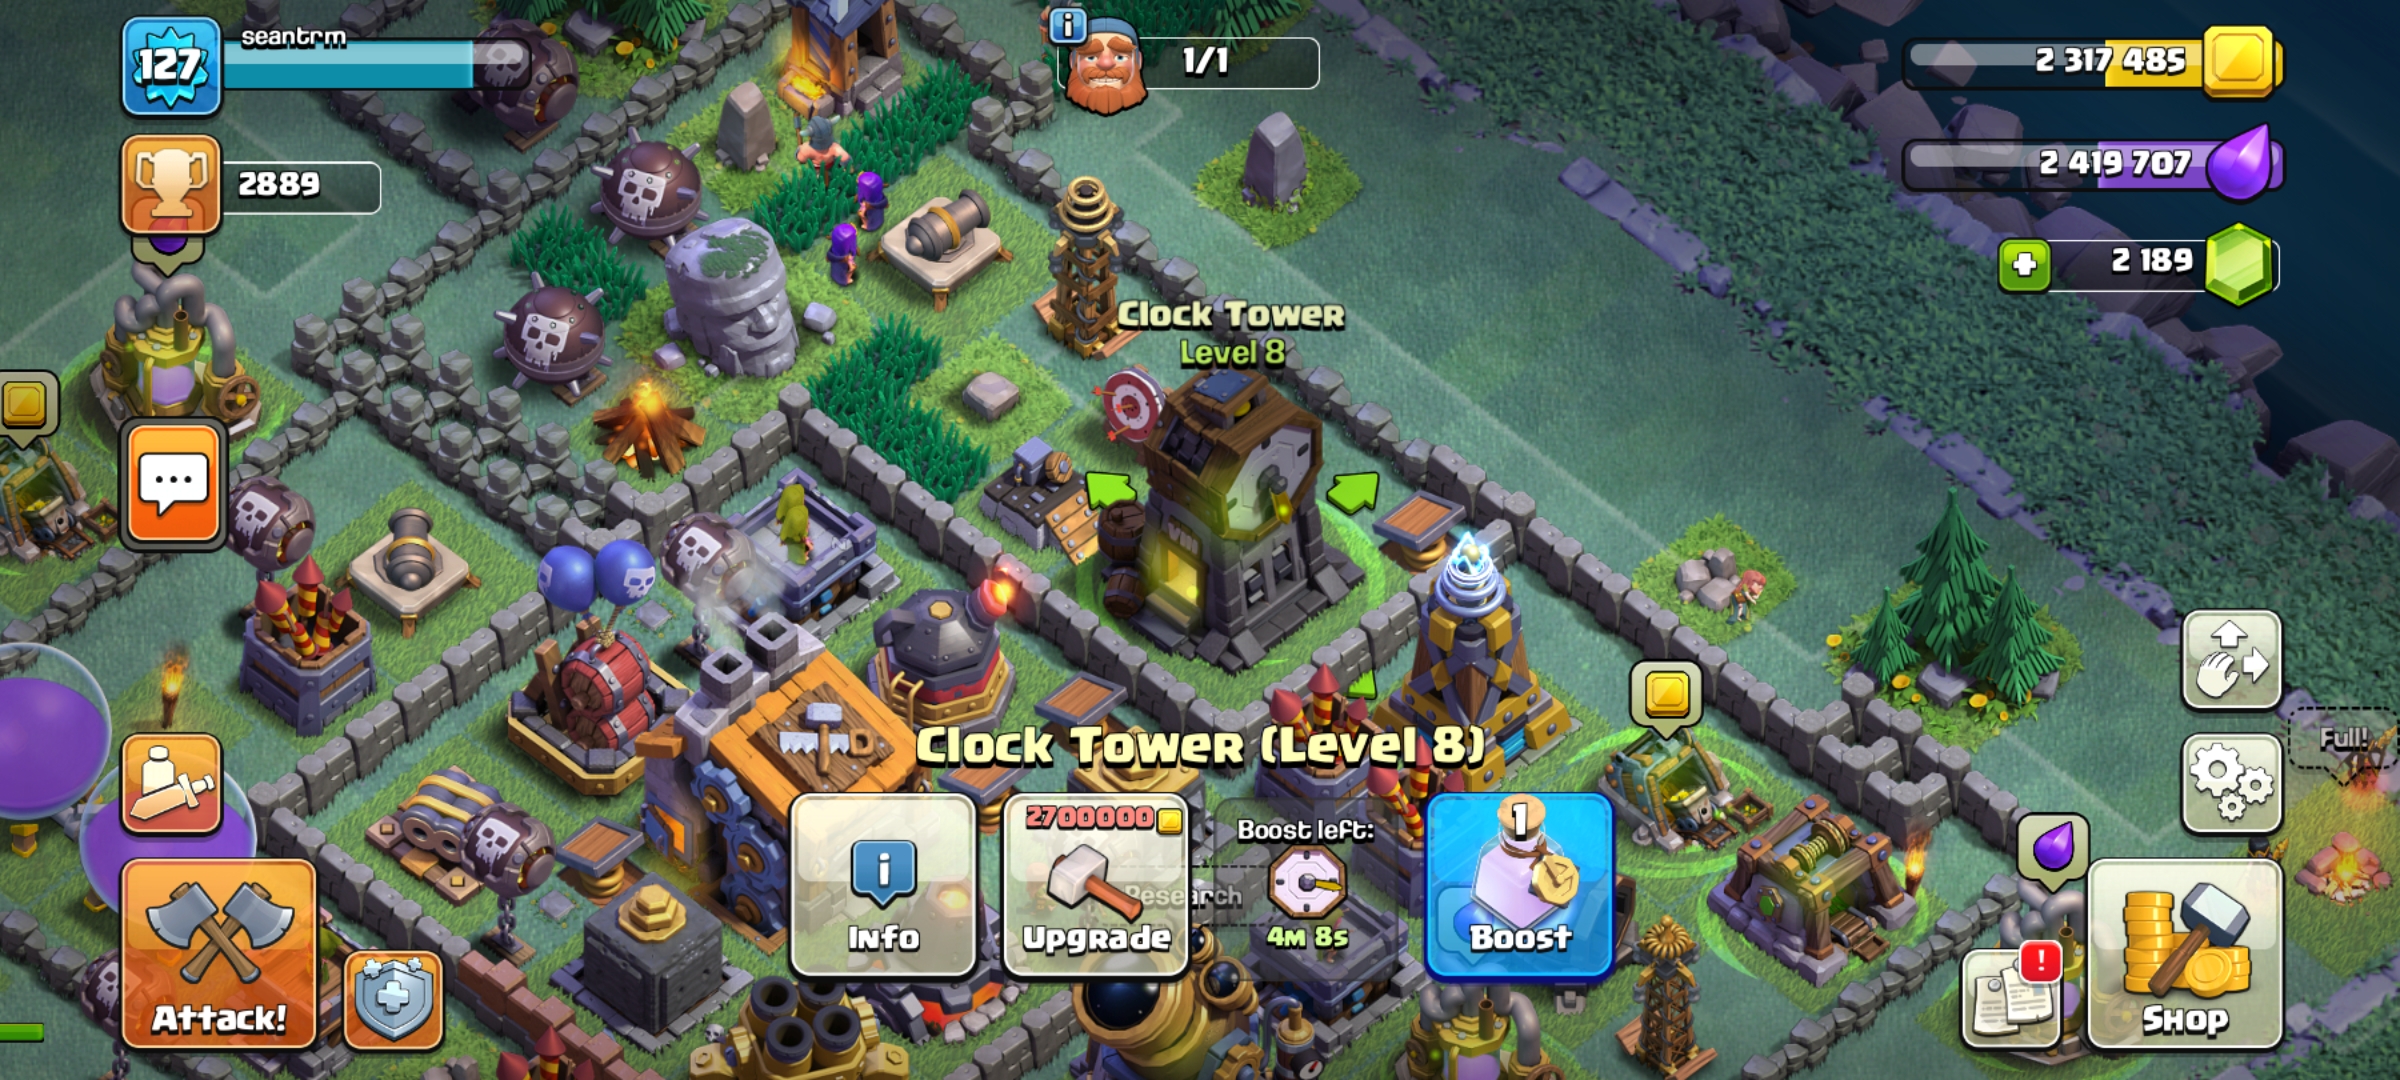 127
seantrm
1/1
2 317 485
2889
2 419 707
2 189
Clock Tower
Level 8
Full!
Clock Tower (Level 8)
2700000
Boost left:
1
Research
Info
Upgrade
4M 8s
Boost
Attack!
!
Shop